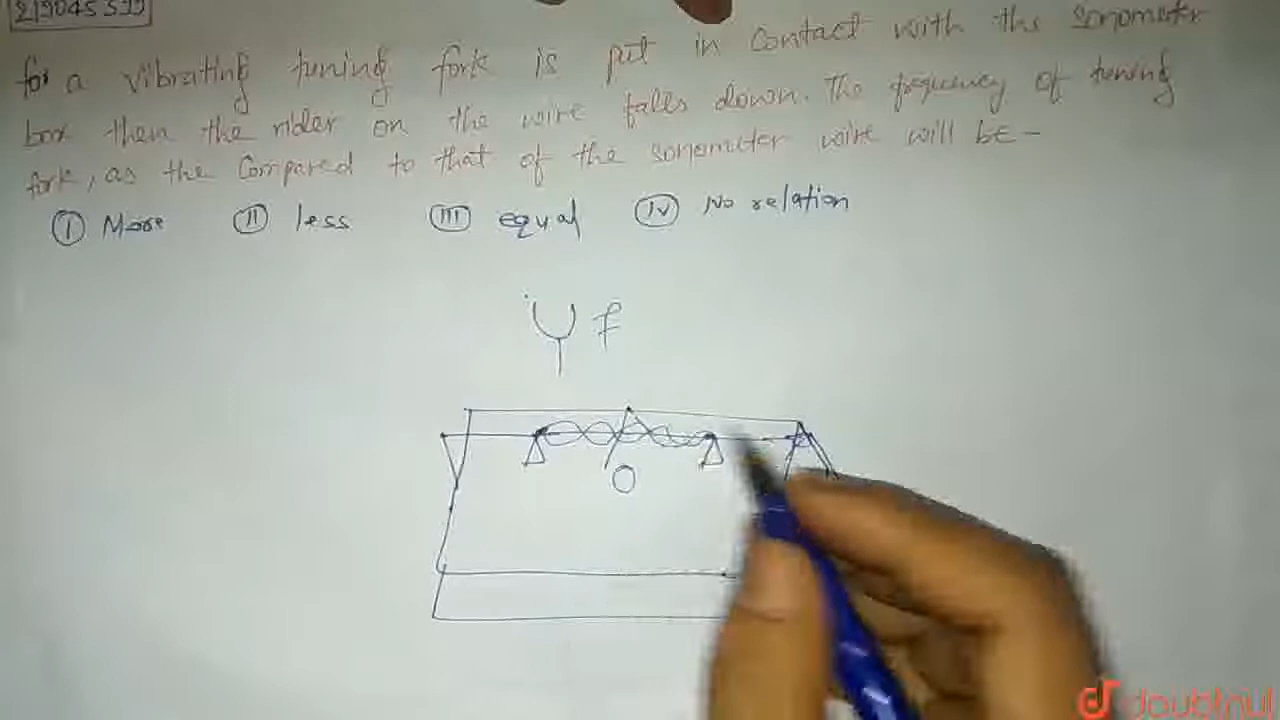 219045599
for a vibrating tuning fork is put in contact with the sonometer
box then the rider on the wire falls down. The frequency of tuning
fork, as the compared to that of the sonometer wire will be -
I More II less III equal IV No relation
f
doubtnut